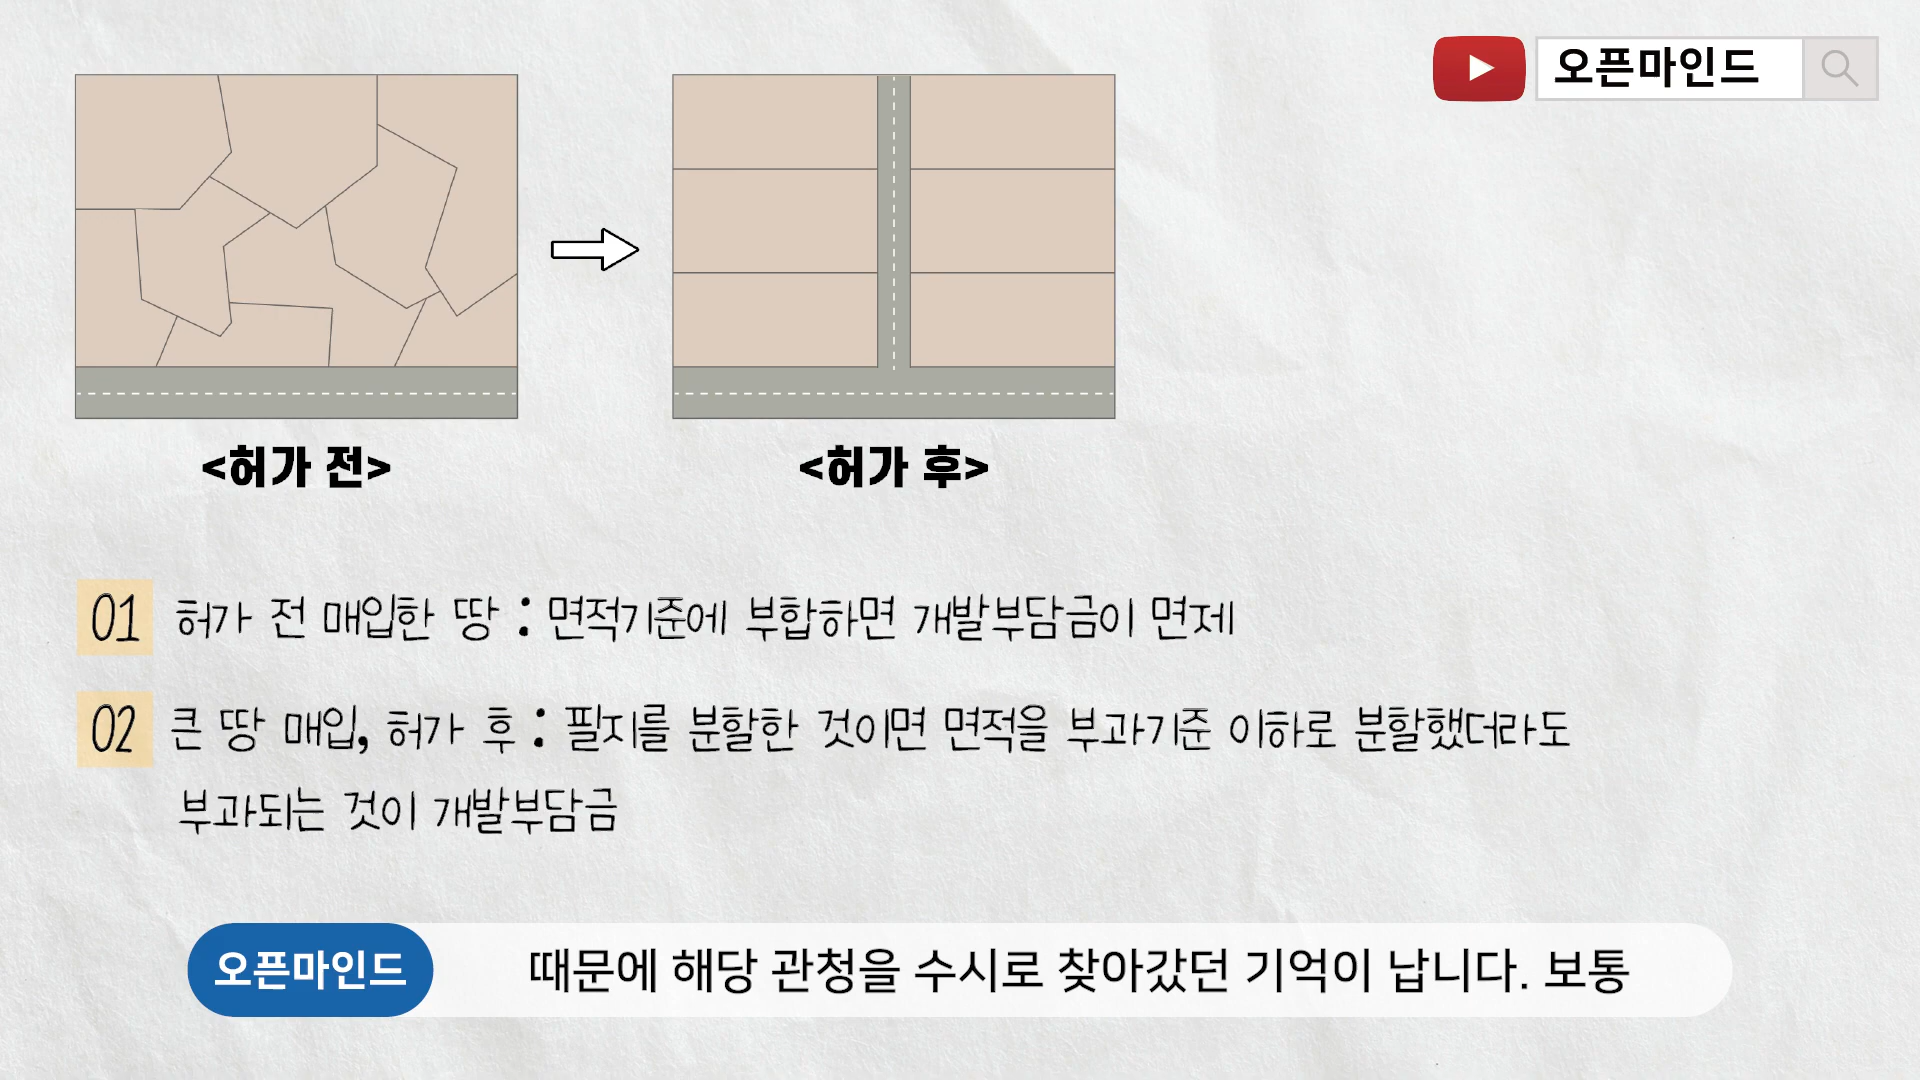 오픈마인드
<허가 전>
<허가 후>
01 허가 전 매입한 땅 : 면적기준에 부합하면 개발부담금이 면제
02 큰 땅 매입, 허가 후 : 필지를 분할한 것이면 면적을 부과기준 이하로 분할했더라도
부과되는 것이 개발부담금
오픈마인드 때문에 해당 관청을 수시로 찾아갔던 기억이 납니다. 보통